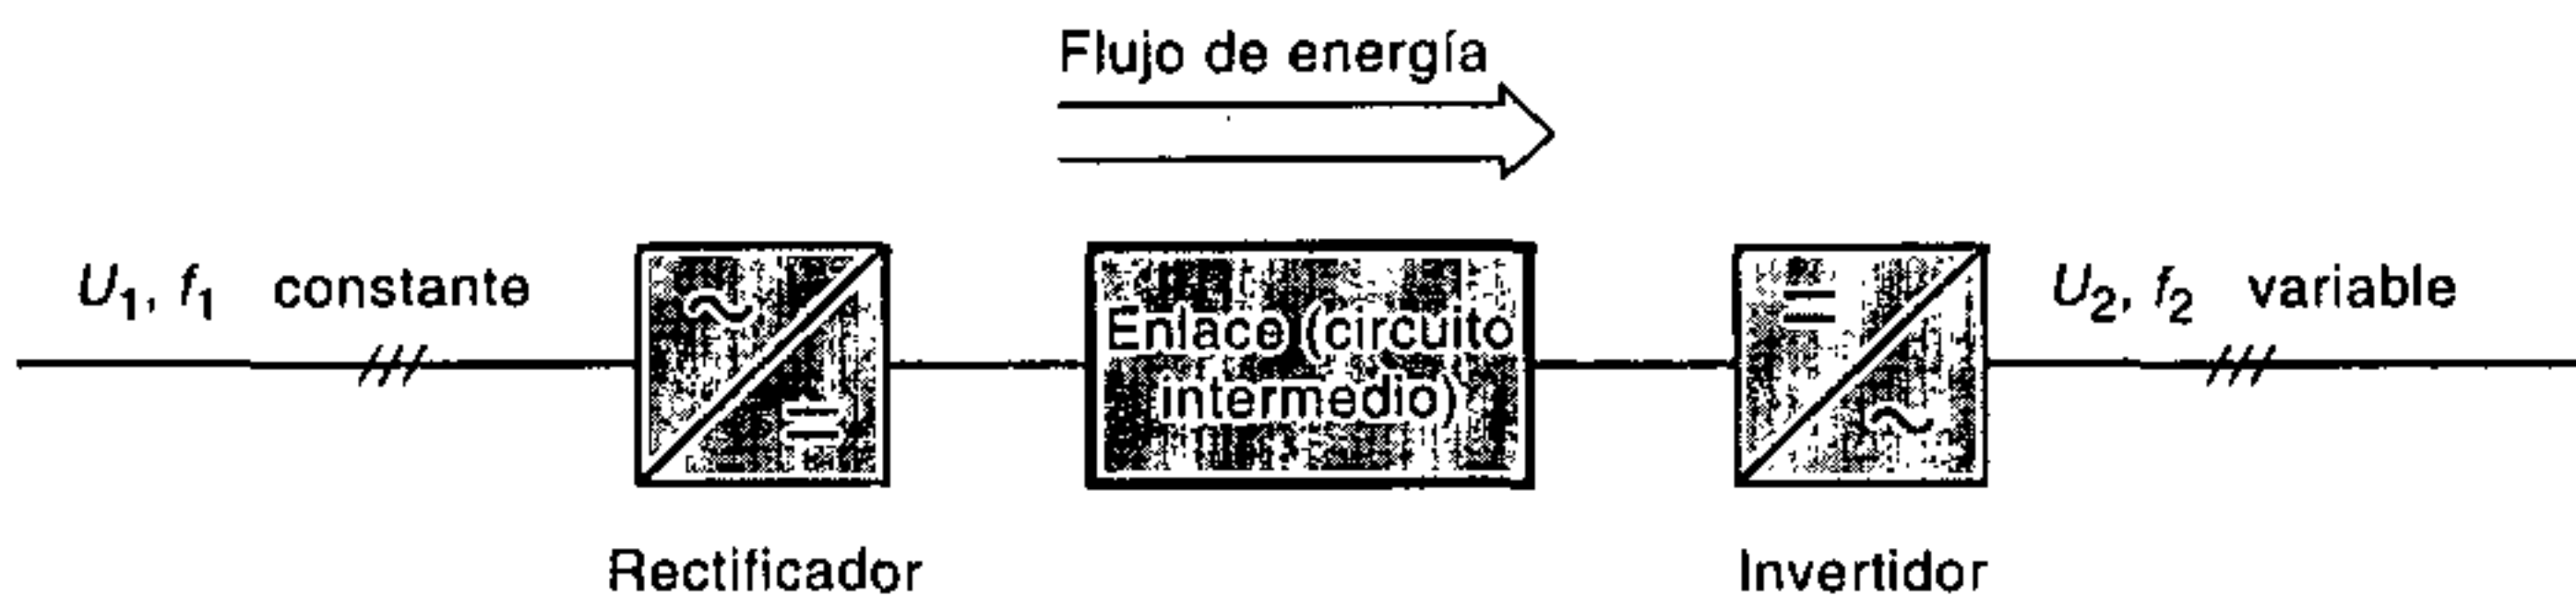 Flujo de energía
U₁, f₁ constante
Enlace (circuito
intermedio)
U₂, f₂ variable
Rectificador
Invertidor